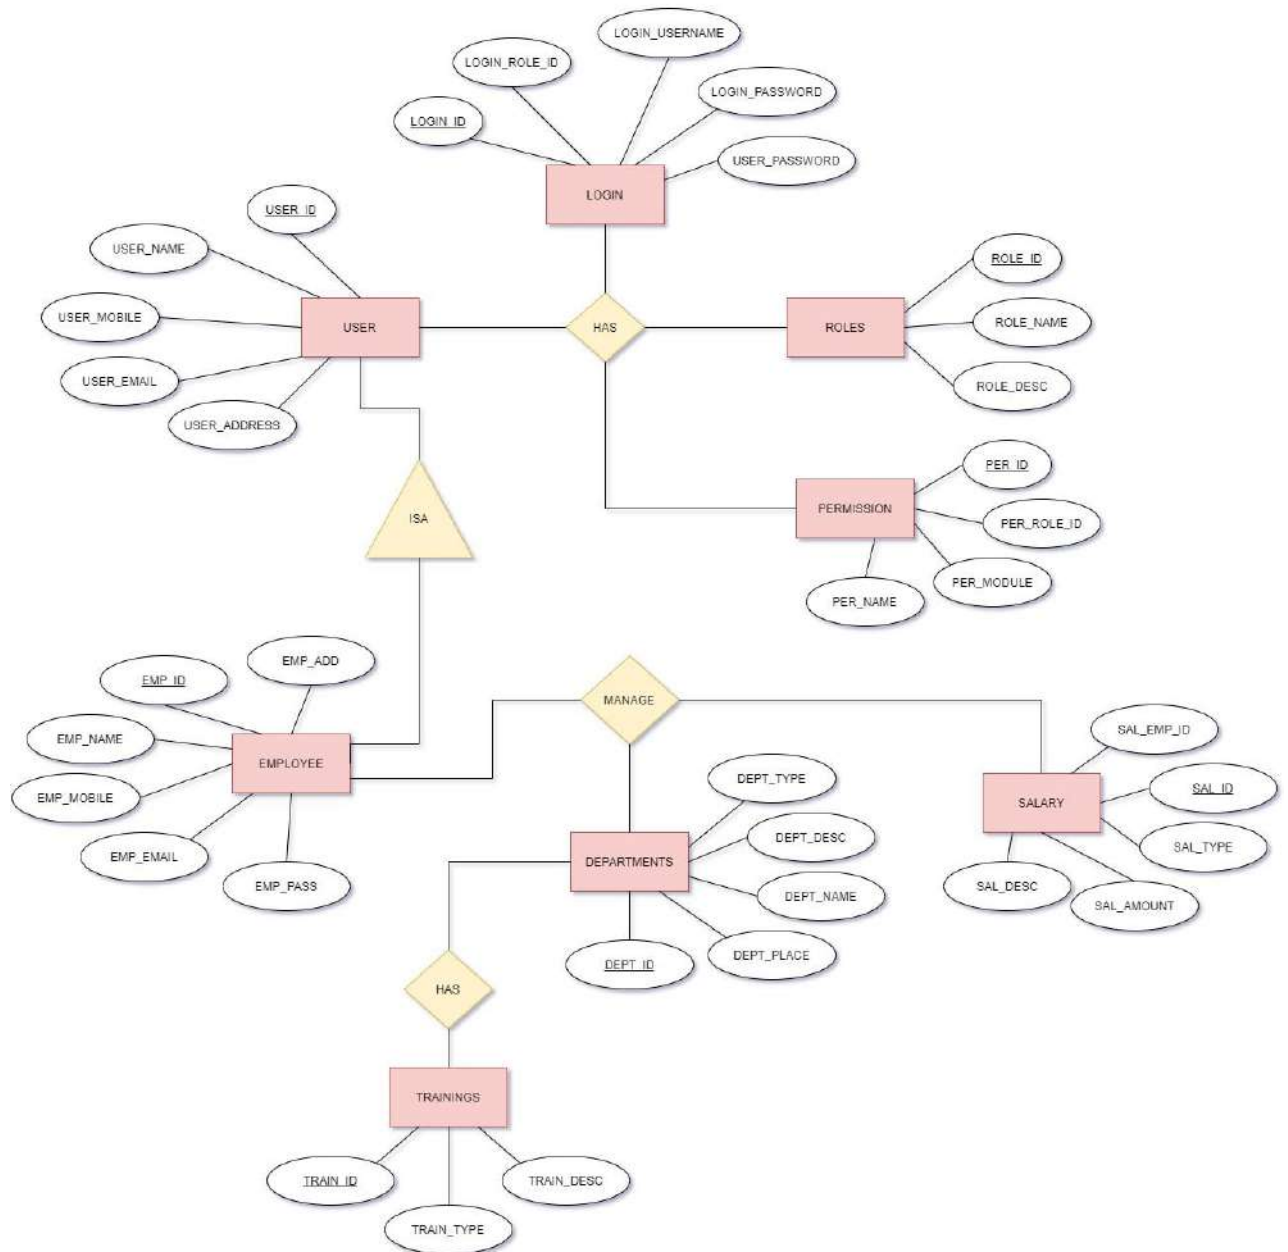 LOGIN_USERNAME
LOGIN_ROLE_ID
LOGIN_PASSWORD
LOGIN_ID
USER_PASSWORD
LOGIN
USER_ID
USER_NAME
USER_MOBILE
USER_EMAIL
USER_ADDRESS
USER
HAS
ROLES
ROLE_ID
ROLE_NAME
ROLE_DESC
PERMISSION
PER_ID
PER_ROLE_ID
PER_MODULE
PER_NAME
ISA
EMP_ADD
EMP_ID
EMP_NAME
EMP_MOBILE
EMP_EMAIL
EMP_PASS
EMPLOYEE
MANAGE
DEPARTMENTS
DEPT_TYPE
DEPT_DESC
DEPT_NAME
DEPT_PLACE
DEPT_ID
SALARY
SAL_EMP_ID
SAL_ID
SAL_TYPE
SAL_AMOUNT
SAL_DESC
HAS
TRAININGS
TRAIN_ID
TRAIN_TYPE
TRAIN_DESC